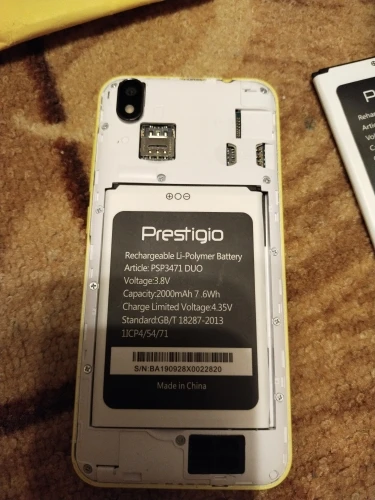 ⊕○⊖
Prestigio
Rechargeable Li-Polymer Battery
Article: PSP3471 DUO
Voltage:3.8V
Capacity:2000mAh 7.6Wh
Charge Limited Voltage:4.35V
Standard:GB/T 18287-2013
1ICP4/54/71
S/N:BA190928X0022820
Made in China